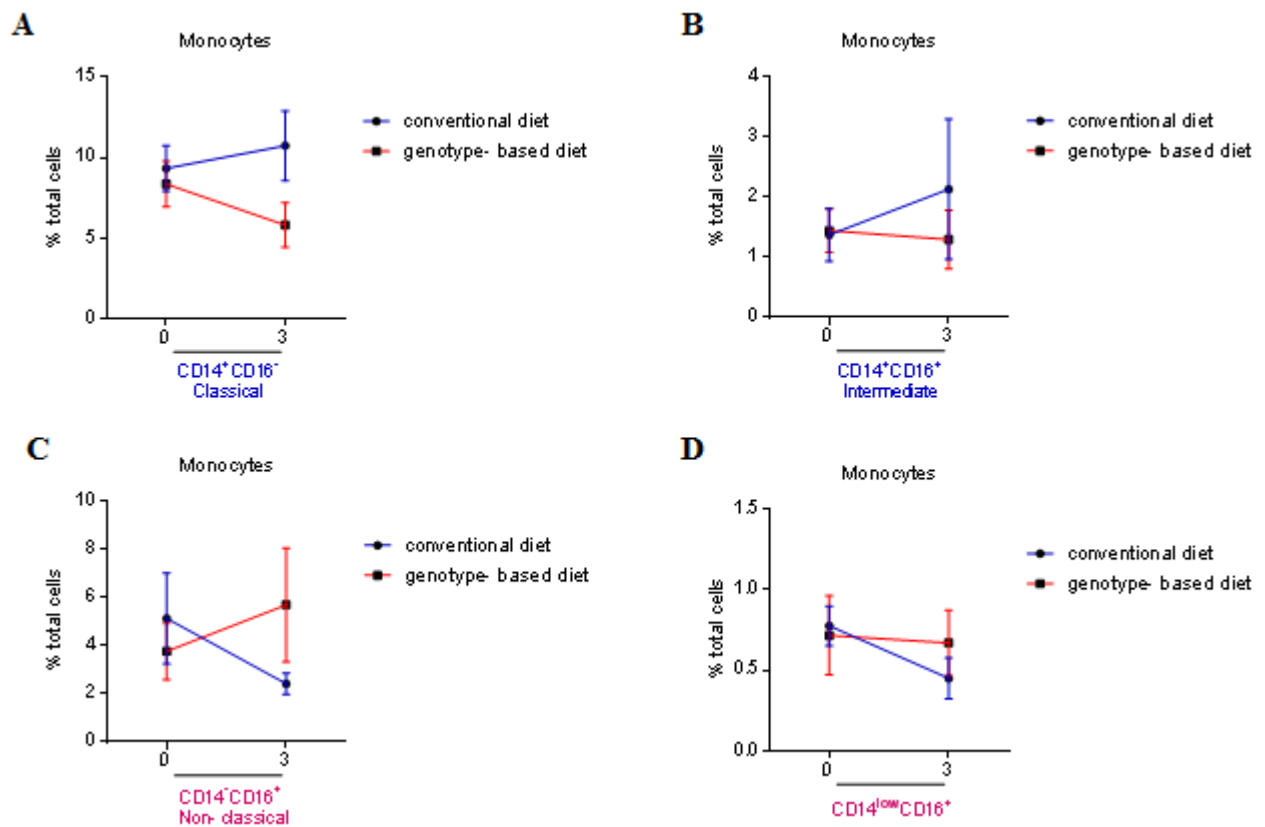 A
Monocytes
% total cells
15
10
5
0
0 3
CD14⁺CD16⁻
Classical
conventional diet
genotype- based diet
B
Monocytes
% total cells
4
3
2
1
0
0 3
CD14⁺CD16⁺
Intermediate
conventional diet
genotype- based diet
C
Monocytes
% total cells
10
8
6
4
2
0
0 3
CD14⁻CD16⁺
Non- classical
conventional diet
genotype- based diet
D
Monocytes
% total cells
1.5
1.0
0.5
0.0
0 3
CD14ˡᵒʷCD16⁺
conventional diet
genotype- based diet